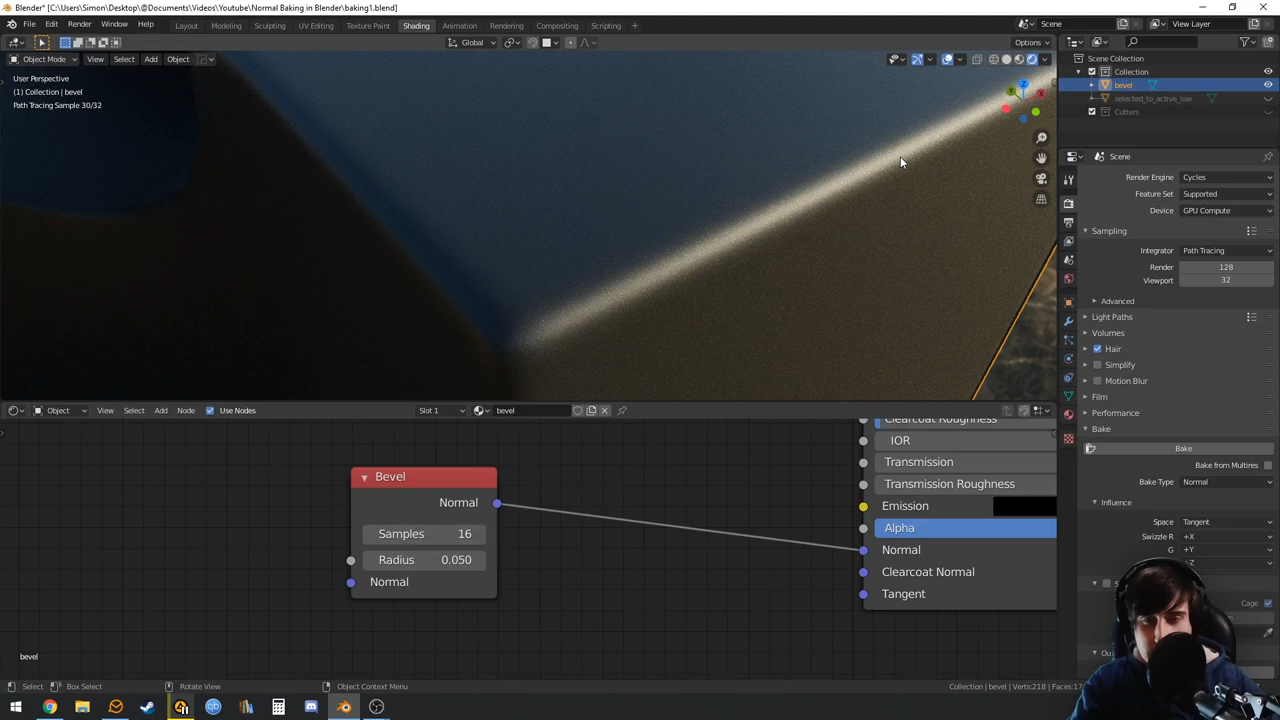 Blender* [C:\Users\Simon\Desktop\@Documents\Videos\Youtube\Normal Baking in Blender\baking1.blend]
File Edit Render Window Help Layout Modeling Sculpting UV Editing Texture Paint Shading Animation Rendering Compositing Scripting Scene View Layer
Global Options
Object Mode View Select Add Object
User Perspective
(1) Collection | bevel
Path Tracing Sample 30/32
Scene Collection
Collection
bevel
selected_to_active_low
Cutters
Scene
Render Engine Cycles
Feature Set Supported
Device GPU Compute
Sampling
Integrator Path Tracing
Render 128
Viewport 32
Advanced
Light Paths
Volumes
Hair
Simplify
Motion Blur
Film
Performance
Bake
Bake
Bake from Multires
Bake Type Normal
Influence
Space Tangent
Swizzle R +X
G +Y
Cage
Object View Select Add Node Use Nodes Slot 1 bevel
Bevel
Normal
Samples 16
Radius 0.050
Normal
Clearcoat Roughness
IOR
Transmission
Transmission Roughness
Emission
Alpha
Normal
Clearcoat Normal
Tangent
bevel
Select Box Select Rotate View Object Context Menu Collection | bevel | Verts:218 | Faces:17